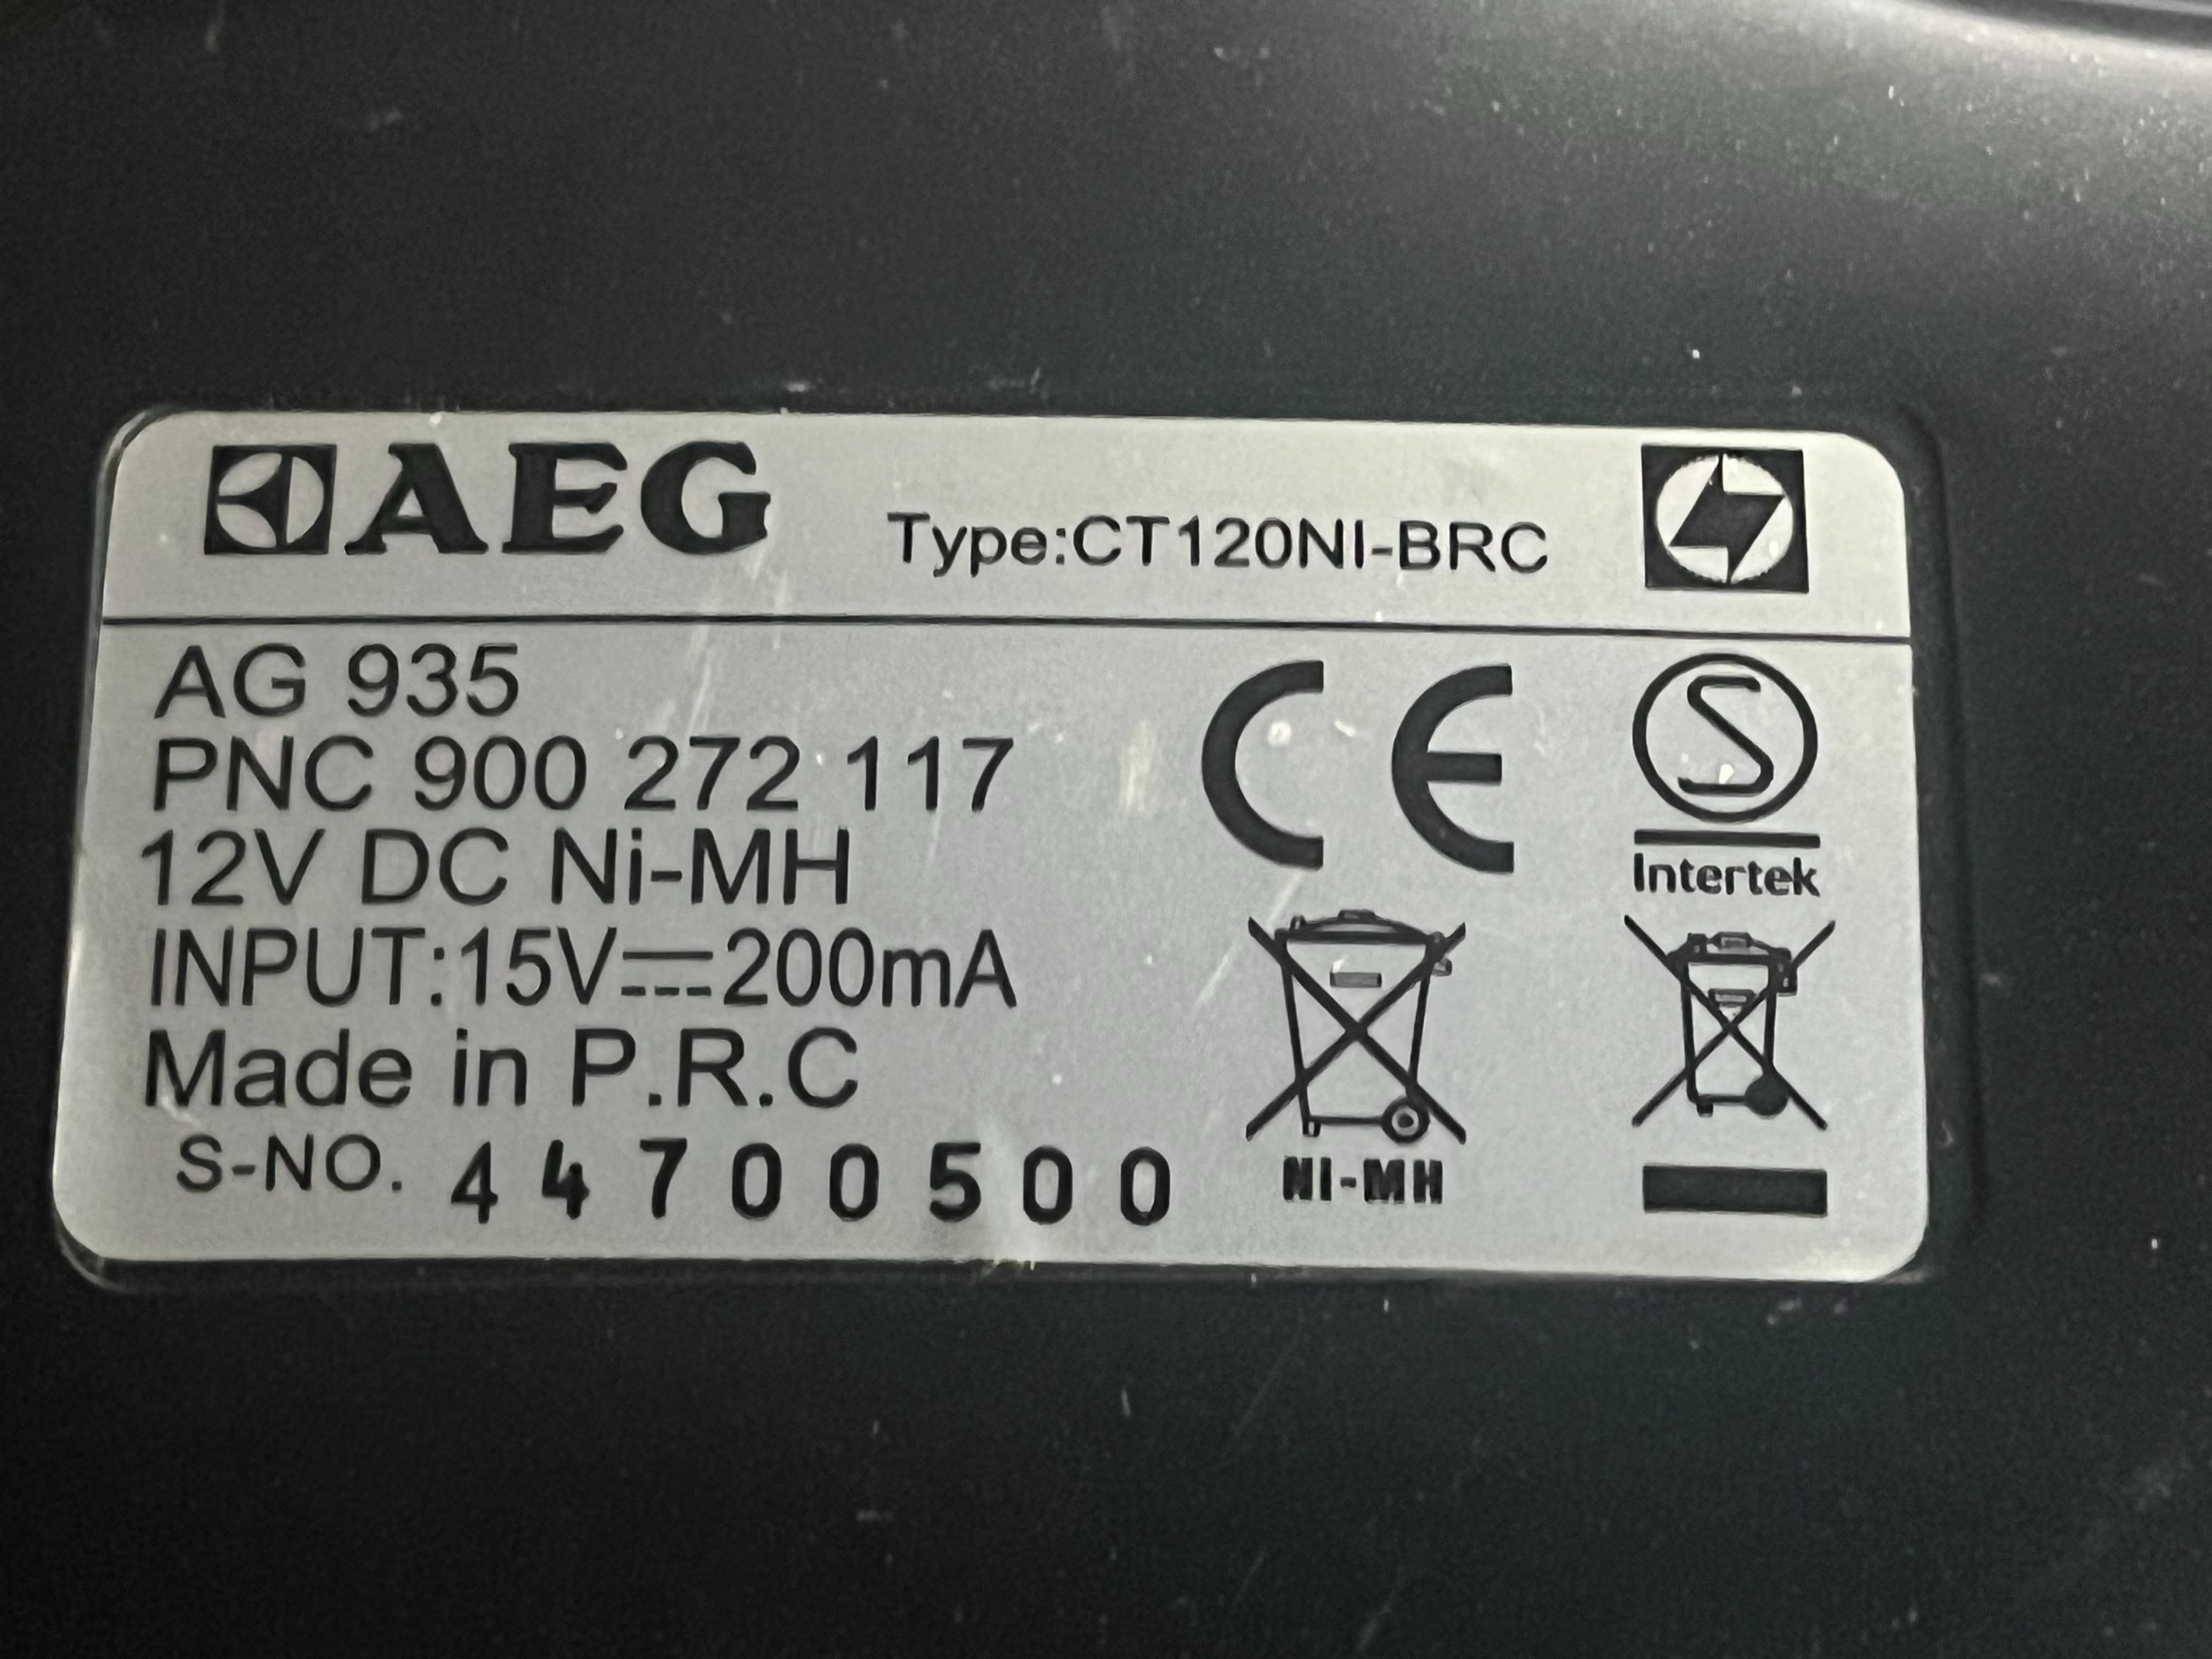 AEG Type:CT120NI-BRC
AG 935
PNC 900 272 117
12V DC Ni-MH
INPUT:15V⎓200mA
Made in P.R.C
S-NO. 44700500
CE
S
Intertek
NI-MH